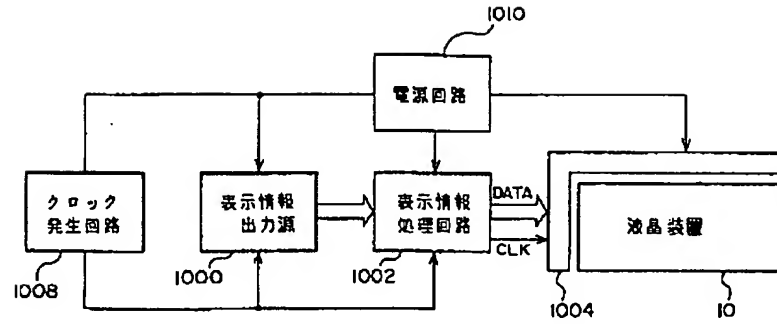 1010
電源回路
クロック
発生回路
1008
表示情報
出力源
1000
表示情報
処理回路
1002
DATA
CLK
液晶装置
1004
10